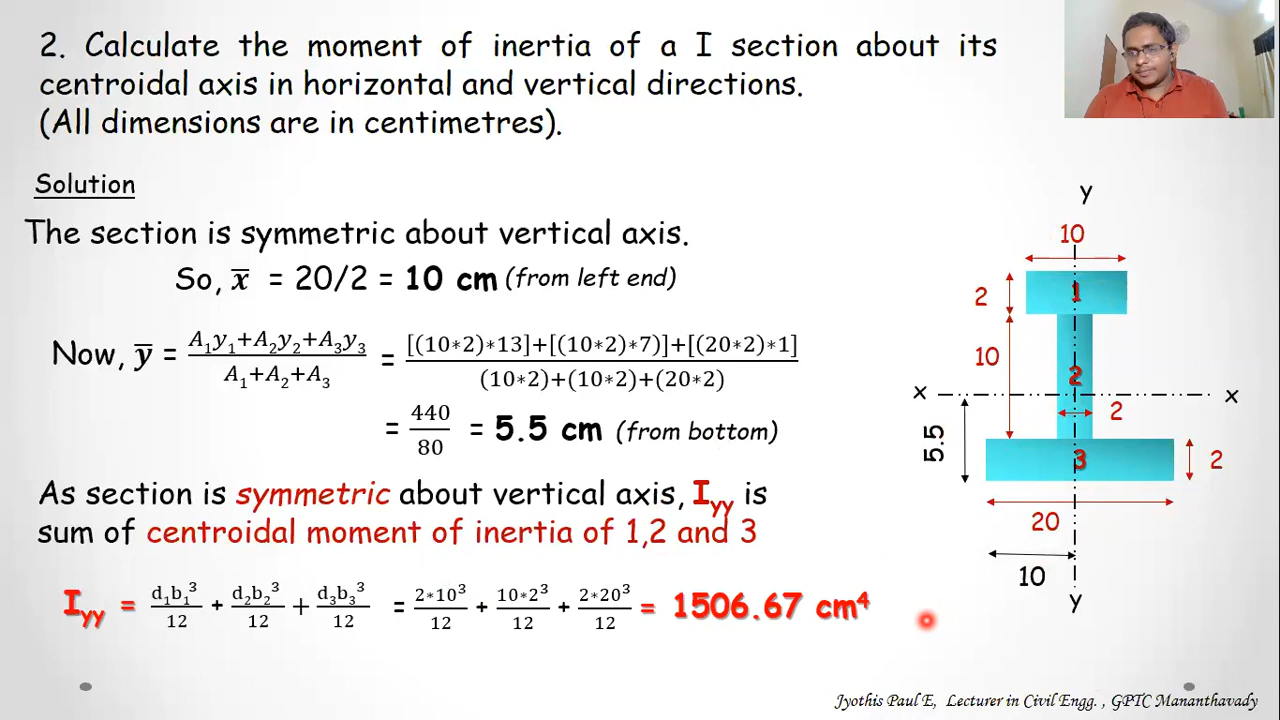 2. Calculate the moment of inertia of a I section about its
centroidal axis in horizontal and vertical directions.
(All dimensions are in centimetres).
Solution
The section is symmetric about vertical axis.
So, x̅ = 20/2 = 10 cm (from left end)
Now, y̅ = (A₁y₁+A₂y₂+A₃y₃)/(A₁+A₂+A₃) = [(10*2)*13]+[(10*2)*7)]+[(20*2)*1]/(10*2)+(10*2)+(20*2)
= 440/80 = 5.5 cm (from bottom)
As section is symmetric about vertical axis, Iyy is
sum of centroidal moment of inertia of 1,2 and 3
Iyy = d₁b₁³/12 + d₂b₂³/12 + d₃b₃³/12 = 2*10³/12 + 10*2³/12 + 2*20³/12 = 1506.67 cm⁴
y
10
2
1
10
2
x
x
2
5.5
3
2
20
10
y
Jyothis Paul E, Lecturer in Civil Engg. , GPTC Mananthavady